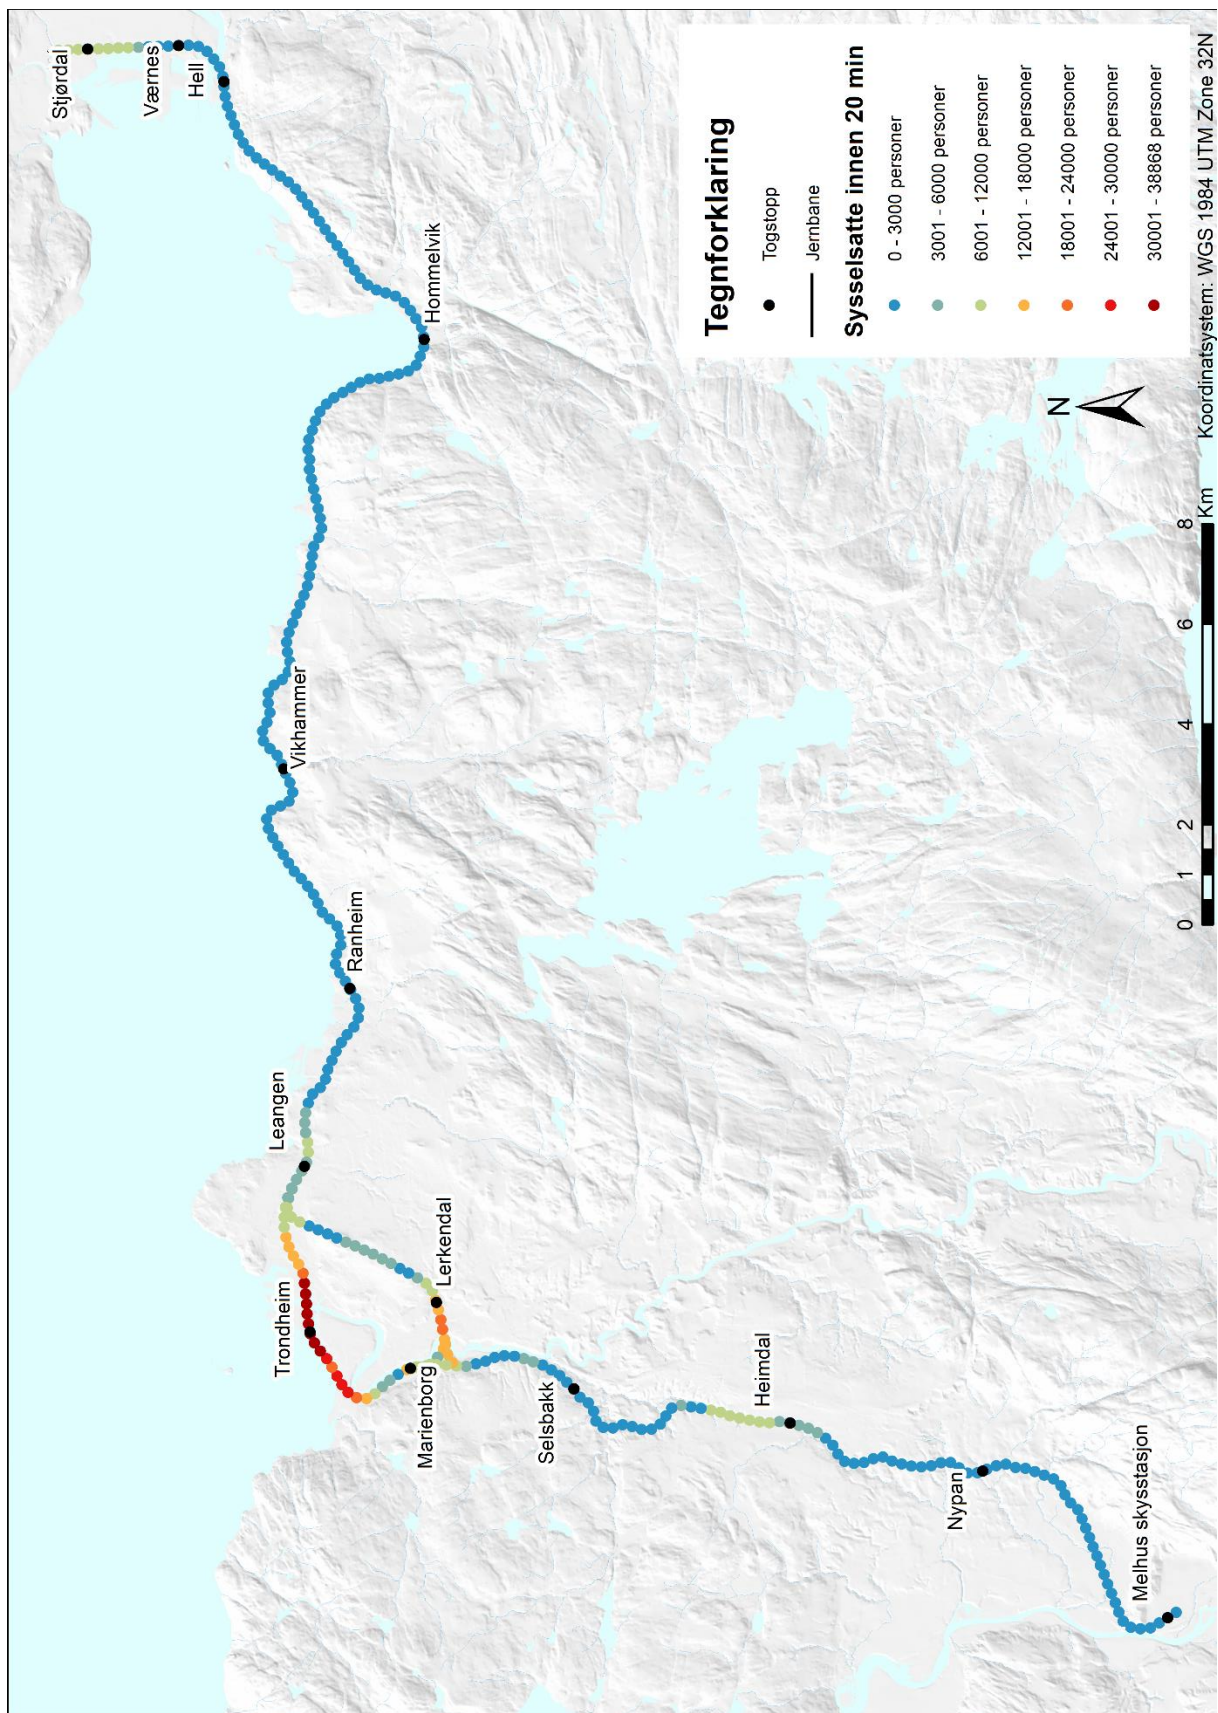 Stjørdal
Værnes
Hell
Hommelvik
Vikhammer
Ranheim
Leangen
Trondheim
Lerkendal
Marienborg
Selsbakk
Heimdal
Nypan
Melhus skysstasjon
Tegnforklaring
Togstopp
Jernbane
Sysselsatte innen 20 min
0 - 3000 personer
3001 - 6000 personer
6001 - 12000 personer
12001 - 18000 personer
18001 - 24000 personer
24001 - 30000 personer
30001 - 38868 personer
N
0 1 2 4 6 8
Km
Koordinatsystem: WGS 1984 UTM Zone 32N